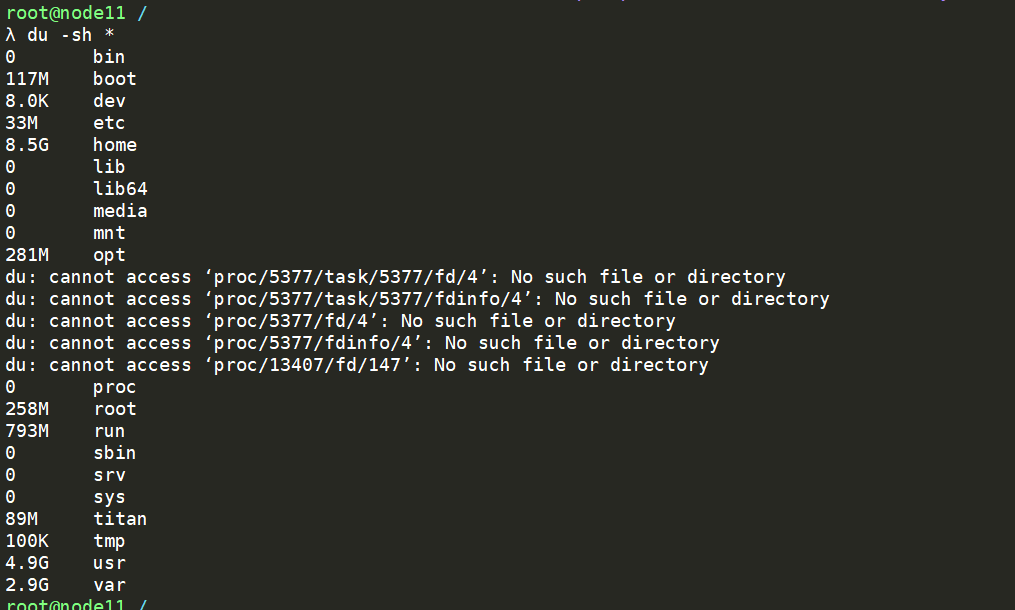 root@node11 /
λ du -sh *
0       bin
117M    boot
8.0K    dev
33M     etc
8.5G    home
0       lib
0       lib64
0       media
0       mnt
281M    opt
du: cannot access ‘proc/5377/task/5377/fd/4’: No such file or directory
du: cannot access ‘proc/5377/task/5377/fdinfo/4’: No such file or directory
du: cannot access ‘proc/5377/fd/4’: No such file or directory
du: cannot access ‘proc/5377/fdinfo/4’: No such file or directory
du: cannot access ‘proc/13407/fd/147’: No such file or directory
0       proc
258M    root
793M    run
0       sbin
0       srv
0       sys
89M     titan
100K    tmp
4.9G    usr
2.9G    var
root@node11 /